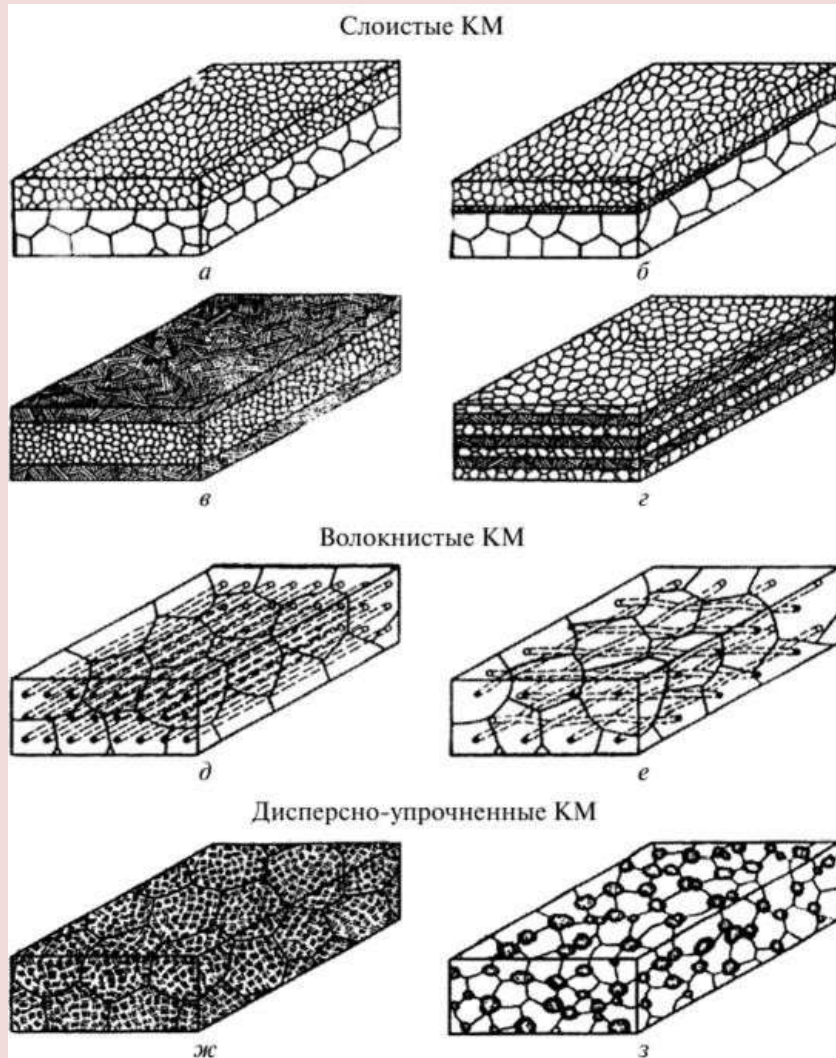 Слоистые КМ
а
б
в
г
Волокнистые КМ
д
е
Дисперсно-упрочненные КМ
ж
з